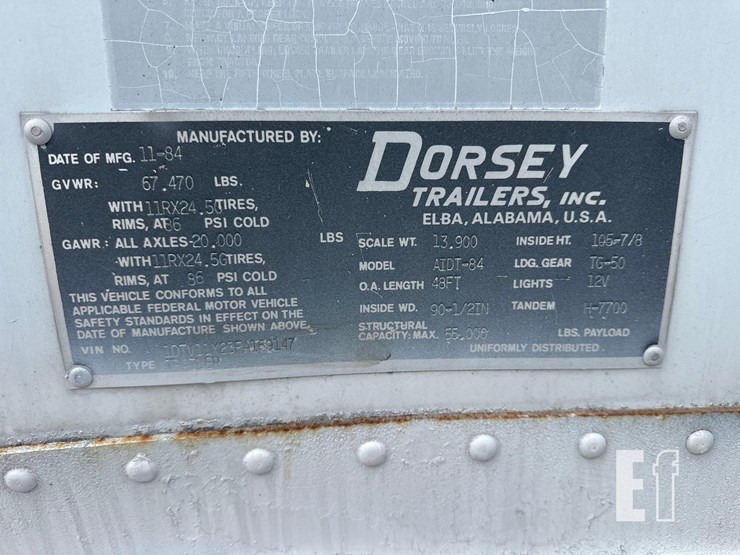 MANUFACTURED BY:
DORSEY
TRAILERS, INC.
ELBA, ALABAMA, U.S.A.
DATE OF MFG. 11-84
GVWR: 67.470 LBS.
WITH 11RX24.50 TIRES,
RIMS, AT 86 PSI COLD
GAWR: ALL AXLES-20.000 LBS
WITH 11RX24.50 TIRES,
RIMS, AT 86 PSI COLD
THIS VEHICLE CONFORMS TO ALL
APPLICABLE FEDERAL MOTOR VEHICLE
SAFETY STANDARDS IN EFFECT ON THE
DATE OF MANUFACTURE SHOWN ABOVE
VIN NO.
TYPE
SCALE WT. 13.900 INSIDE HT. 105-7/8
MODEL AIDT-84 LDG. GEAR TG-50
O.A. LENGTH 48FT LIGHTS 12V
INSIDE WD. 90-1/2IN TANDEM H-7700
STRUCTURAL
CAPACITY: MAX. 55.000 LBS. PAYLOAD
UNIFORMLY DISTRIBUTED.
Ef